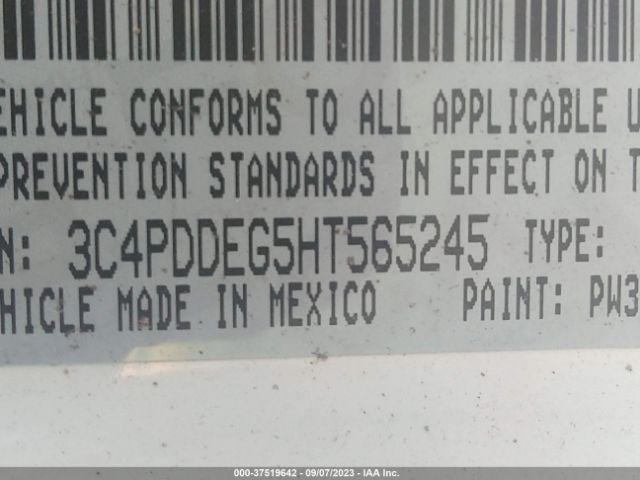 EHICLE CONFORMS TO ALL APPLICABLE U
PREVENTION STANDARDS IN EFFECT ON T
N: 3C4PDDEG5HT565245 TYPE:
HICLE MADE IN MEXICO PAINT: PW3
000-37519642 - 09/07/2023 - IAA Inc.